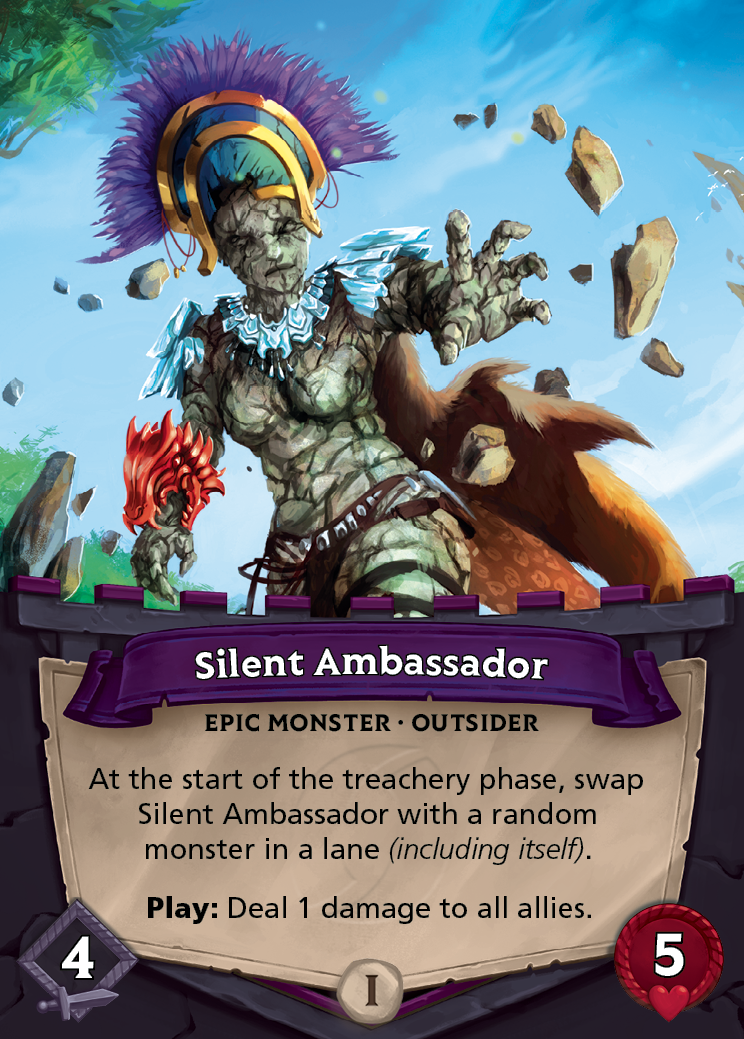 Silent Ambassador
EPIC MONSTER · OUTSIDER
At the start of the treachery phase, swap
Silent Ambassador with a random
monster in a lane (including itself).
Play: Deal 1 damage to all allies.
4
5
I